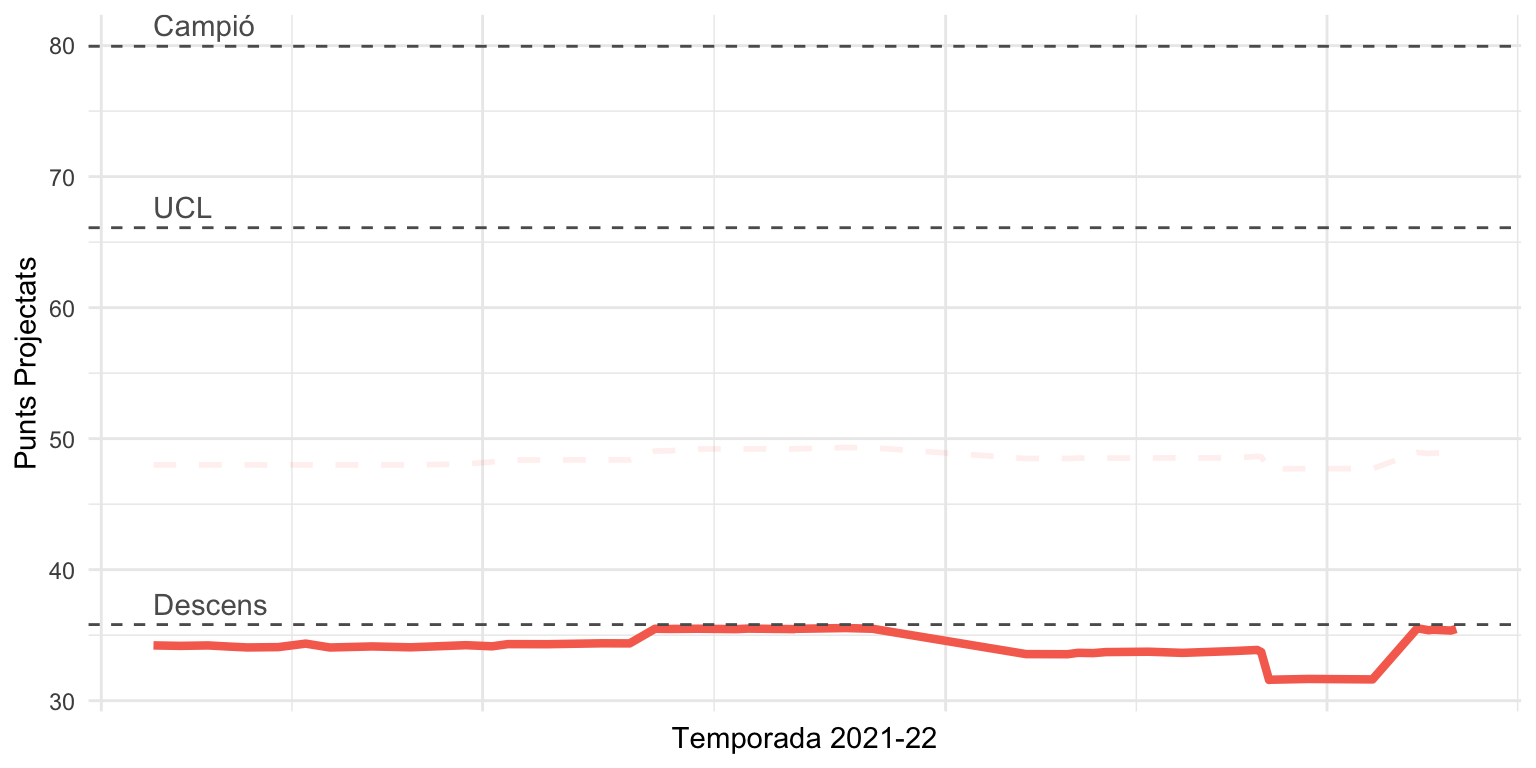 Campió
80
70
UCL
60
Punts Projectats
50
40
Descens
30
Temporada 2021-22